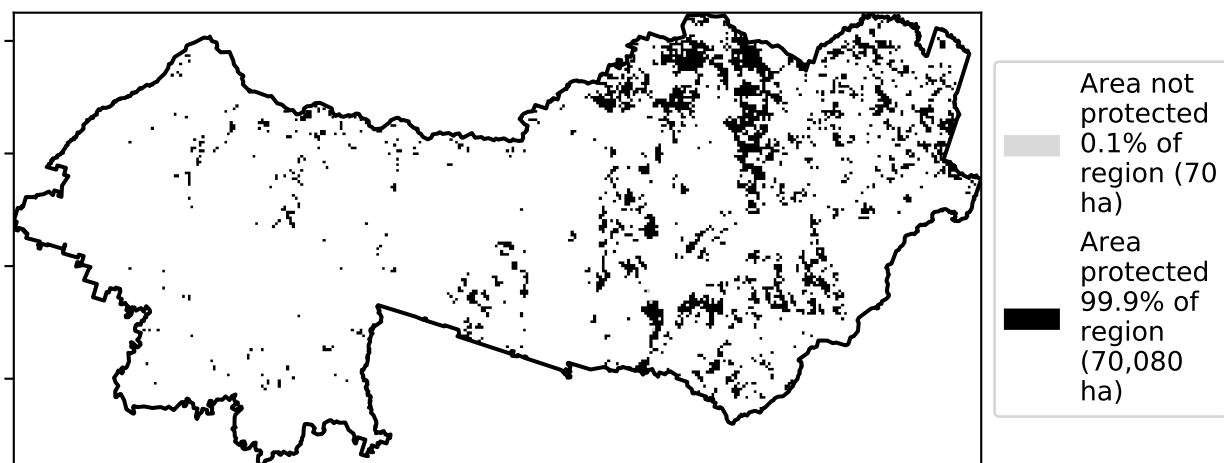 Area not
protected
0.1% of
region (70
ha)
Area
protected
99.9% of
region
(70,080
ha)